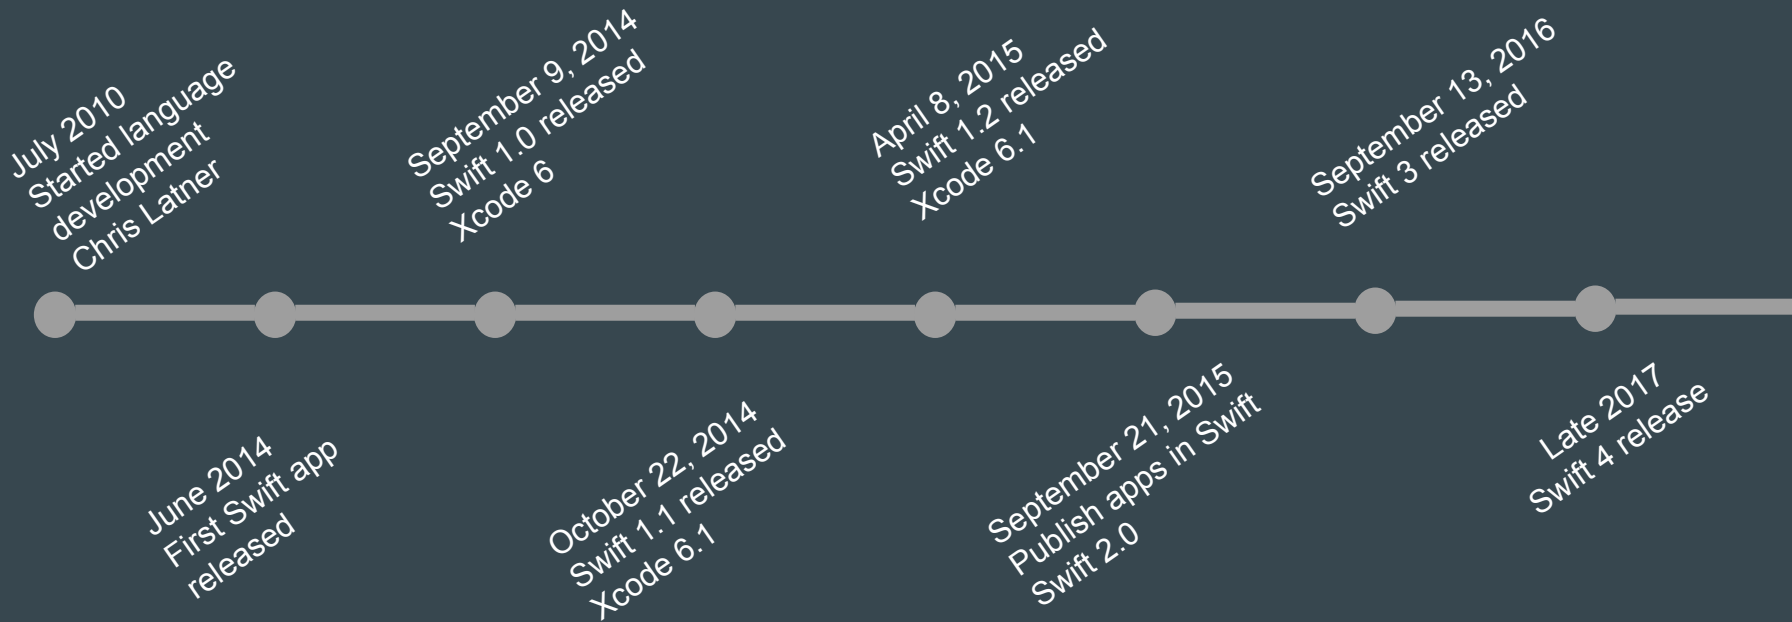 July 2010
Started language
development
Chris Latner
June 2014
First Swift app
released
September 9, 2014
Swift 1.0 released
Xcode 6
October 22, 2014
Swift 1.1 released
Xcode 6.1
April 8, 2015
Swift 1.2 released
Xcode 6.1
September 21, 2015
Publish apps in Swift
Swift 2.0
September 13, 2016
Swift 3 released
Late 2017
Swift 4 release